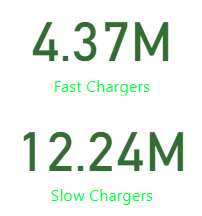 4.37M
Fast Chargers
12.24M
Slow Chargers